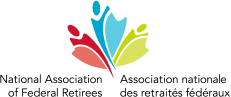 National Association
of Federal Retirees
Association nationale
des retraités fédéraux